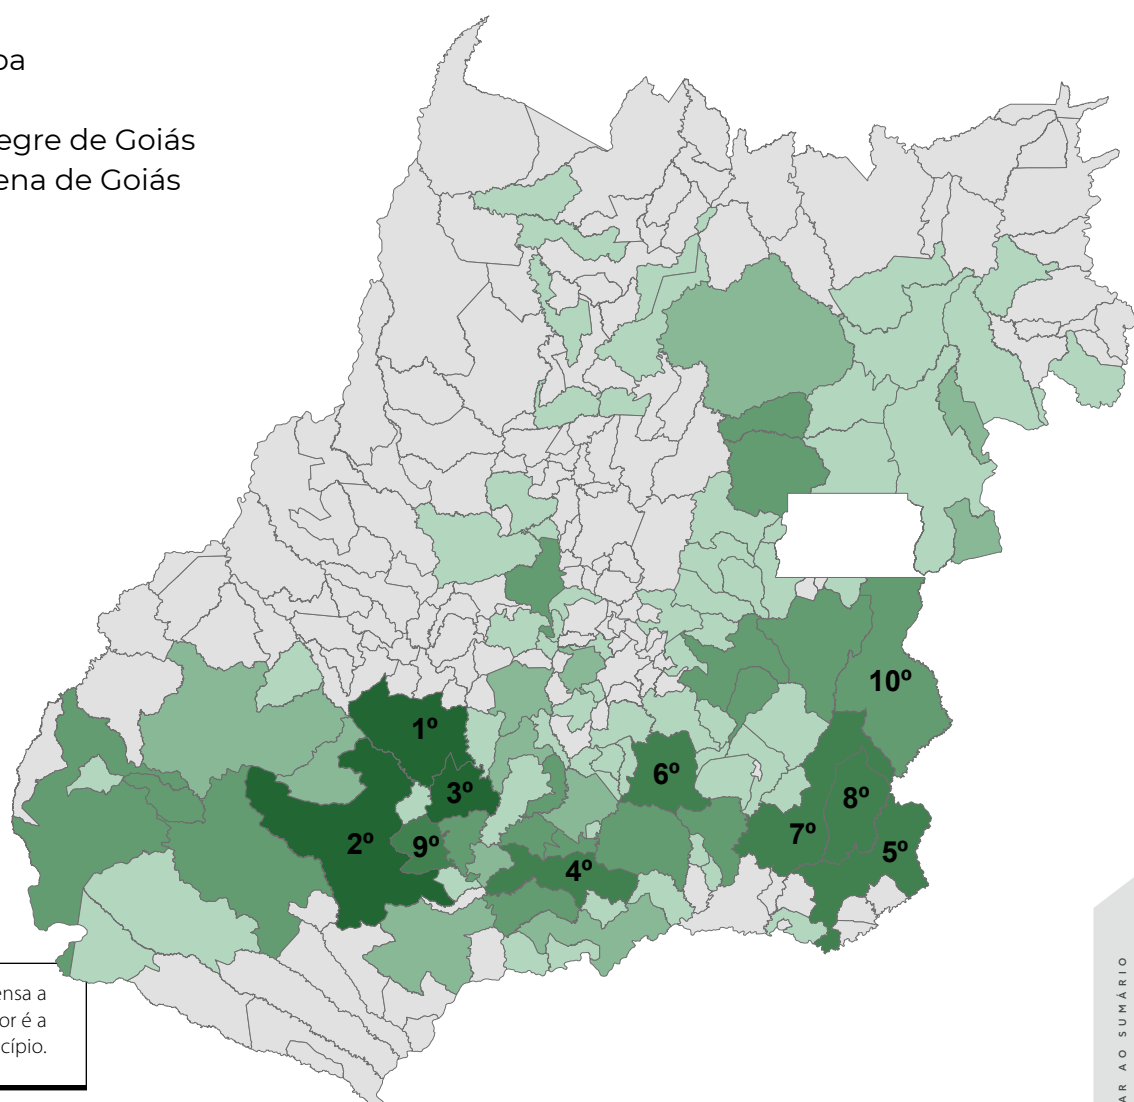 oa
egre de Goiás
ena de Goiás
10º
1º
6º
3º
8º
7º
2º
9º
5º
4º
ensa a
or é a
cípio.
AR AO SUMÁRIO